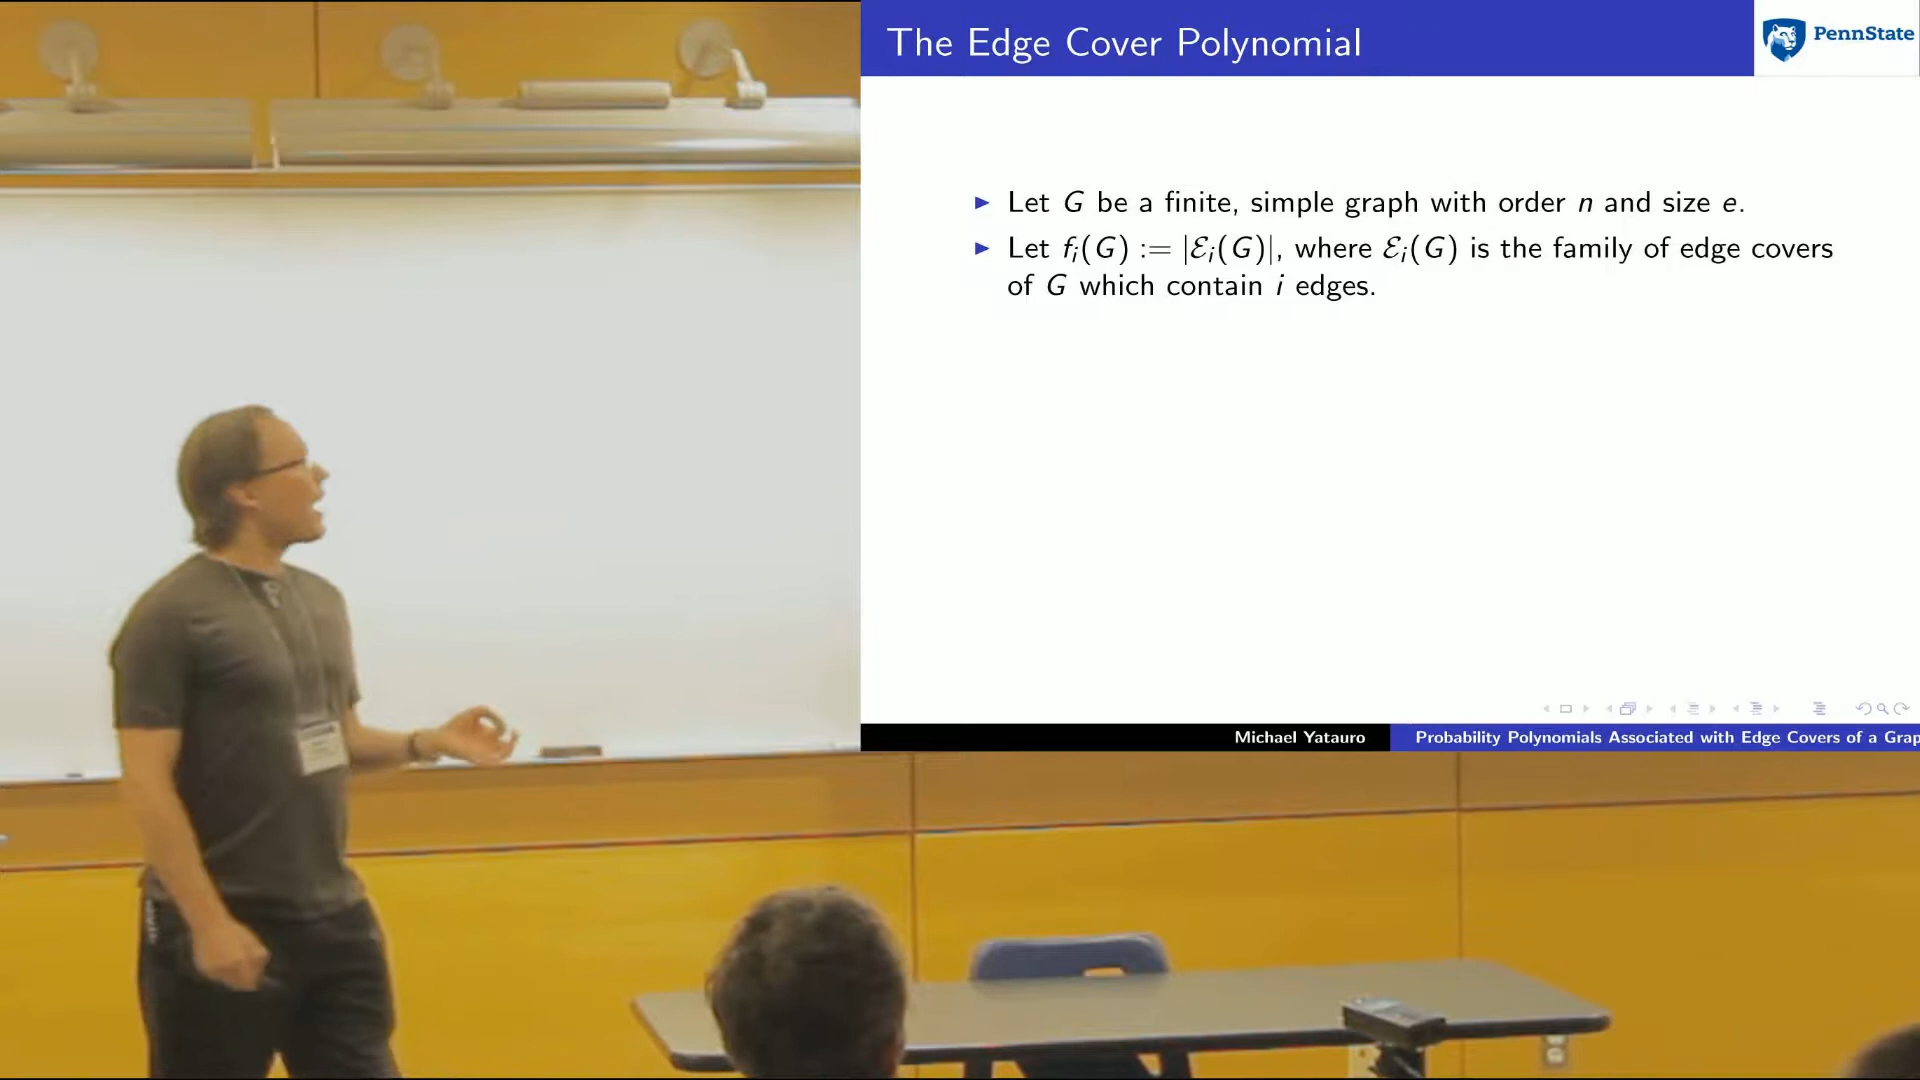 The Edge Cover Polynomial
PennState
▶ Let G be a finite, simple graph with order n and size e.
▶ Let fᵢ(G) := |ℰᵢ(G)|, where ℰᵢ(G) is the family of edge covers
of G which contain i edges.
Michael Yatauro
Probability Polynomials Associated with Edge Covers of a Grap